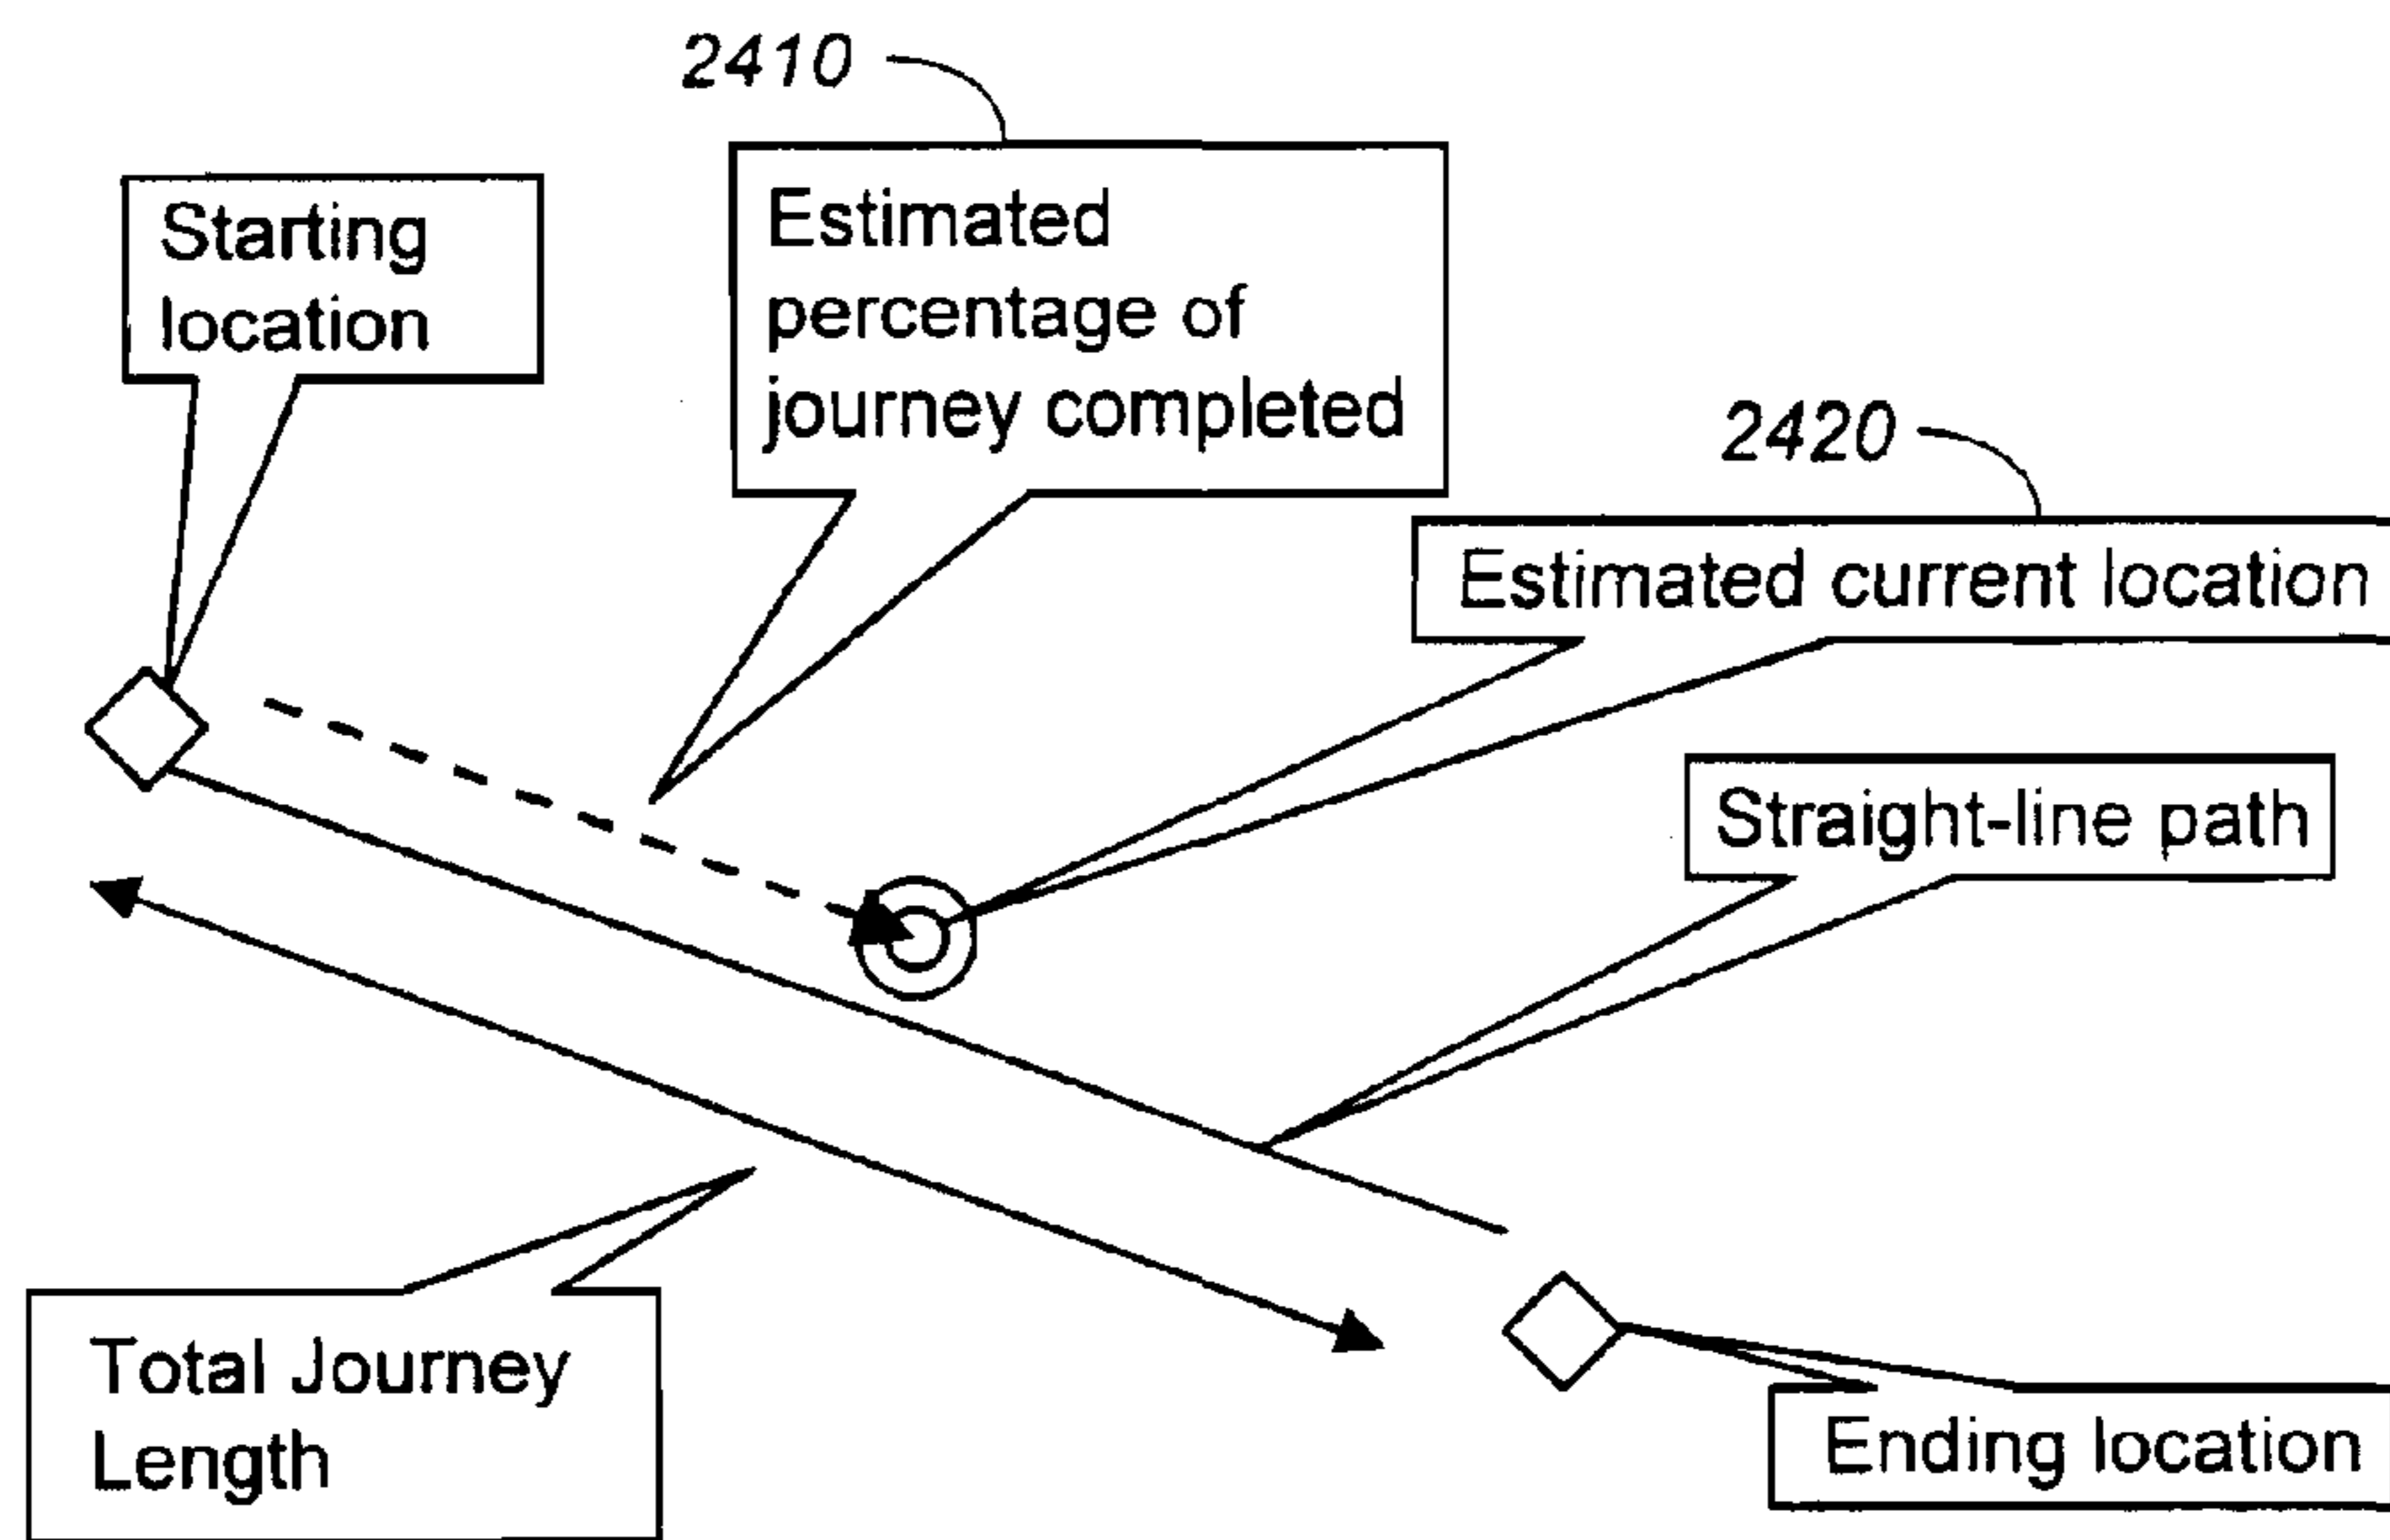 2410
Starting
location
Estimated
percentage of
journey completed
2420
Estimated current location
Straight-line path
Total Journey
Length
Ending location